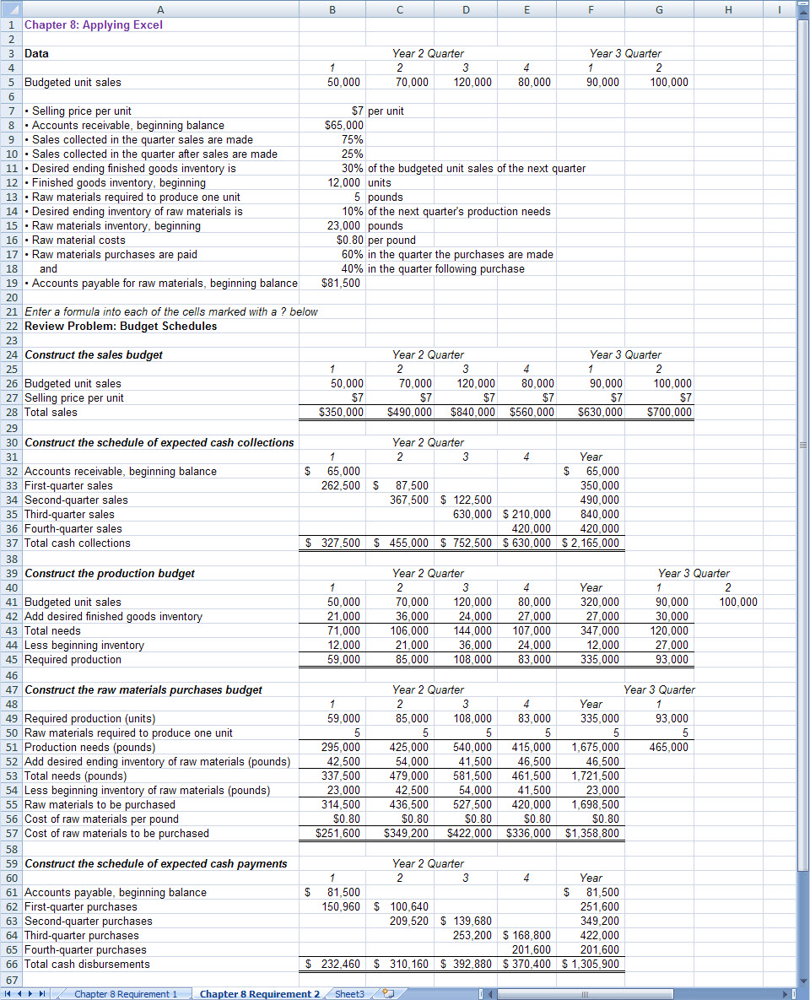 A B C D E F G H I
1 Chapter 8: Applying Excel
2
3 Data Year 2 Quarter Year 3 Quarter
4 1 2 3 4 1 2
5 Budgeted unit sales 50,000 70,000 120,000 80,000 90,000 100,000
6
7 • Selling price per unit $7 per unit
8 • Accounts receivable, beginning balance $65,000
9 • Sales collected in the quarter sales are made 75%
10 • Sales collected in the quarter after sales are made 25%
11 • Desired ending finished goods inventory is 30% of the budgeted unit sales of the next quarter
12 • Finished goods inventory, beginning 12,000 units
13 • Raw materials required to produce one unit 5 pounds
14 • Desired ending inventory of raw materials is 10% of the next quarter's production needs
15 • Raw materials inventory, beginning 23,000 pounds
16 • Raw material costs $0.80 per pound
17 • Raw materials purchases are paid 60% in the quarter the purchases are made
18 and 40% in the quarter following purchase
19 • Accounts payable for raw materials, beginning balance $81,500
20
21 Enter a formula into each of the cells marked with a ? below
22 Review Problem: Budget Schedules
23
24 Construct the sales budget Year 2 Quarter Year 3 Quarter
25 1 2 3 4 1 2
26 Budgeted unit sales 50,000 70,000 120,000 80,000 90,000 100,000
27 Selling price per unit $7 $7 $7 $7 $7 $7
28 Total sales $350,000 $490,000 $840,000 $560,000 $630,000 $700,000
29
30 Construct the schedule of expected cash collections Year 2 Quarter
31 1 2 3 4 Year
32 Accounts receivable, beginning balance $ 65,000 $ 65,000
33 First-quarter sales 262,500 $ 87,500 350,000
34 Second-quarter sales 367,500 $ 122,500 490,000
35 Third-quarter sales 630,000 $ 210,000 840,000
36 Fourth-quarter sales 420,000 420,000
37 Total cash collections $ 327,500 $ 455,000 $ 752,500 $ 630,000 $ 2,165,000
38
39 Construct the production budget Year 2 Quarter Year 3 Quarter
40 1 2 3 4 Year 1 2
41 Budgeted unit sales 50,000 70,000 120,000 80,000 320,000 90,000 100,000
42 Add desired finished goods inventory 21,000 36,000 24,000 27,000 27,000 30,000
43 Total needs 71,000 106,000 144,000 107,000 347,000 120,000
44 Less beginning inventory 12,000 21,000 36,000 24,000 12,000 27,000
45 Required production 59,000 85,000 108,000 83,000 335,000 93,000
46
47 Construct the raw materials purchases budget Year 2 Quarter Year 3 Quarter
48 1 2 3 4 Year 1
49 Required production (units) 59,000 85,000 108,000 83,000 335,000 93,000
50 Raw materials required to produce one unit 5 5 5 5 5 5
51 Production needs (pounds) 295,000 425,000 540,000 415,000 1,675,000 465,000
52 Add desired ending inventory of raw materials (pounds) 42,500 54,000 41,500 46,500 46,500
53 Total needs (pounds) 337,500 479,000 581,500 461,500 1,721,500
54 Less beginning inventory of raw materials (pounds) 23,000 42,500 54,000 41,500 23,000
55 Raw materials to be purchased 314,500 436,500 527,500 420,000 1,698,500
56 Cost of raw materials per pound $0.80 $0.80 $0.80 $0.80 $0.80
57 Cost of raw materials to be purchased $251,600 $349,200 $422,000 $336,000 $1,358,800
58
59 Construct the schedule of expected cash payments Year 2 Quarter
60 1 2 3 4 Year
61 Accounts payable, beginning balance $ 81,500 $ 81,500
62 First-quarter purchases 150,960 $ 100,640 251,600
63 Second-quarter purchases 209,520 $ 139,680 349,200
64 Third-quarter purchases 253,200 $ 168,800 422,000
65 Fourth-quarter purchases 201,600 201,600
66 Total cash disbursements $ 232,460 $ 310,160 $ 392,880 $ 370,400 $ 1,305,900
67
Chapter 8 Requirement 1 Chapter 8 Requirement 2 Sheet3